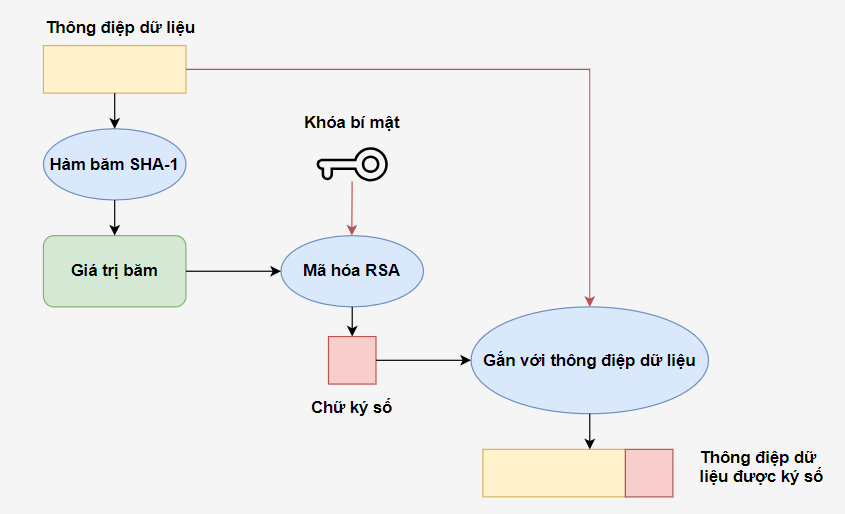 Thông điệp dữ liệu
Khóa bí mật
Hàm băm SHA-1
Giá trị băm
Mã hóa RSA
Gắn với thông điệp dữ liệu
Chữ ký số
Thông điệp dữ
liệu được ký số